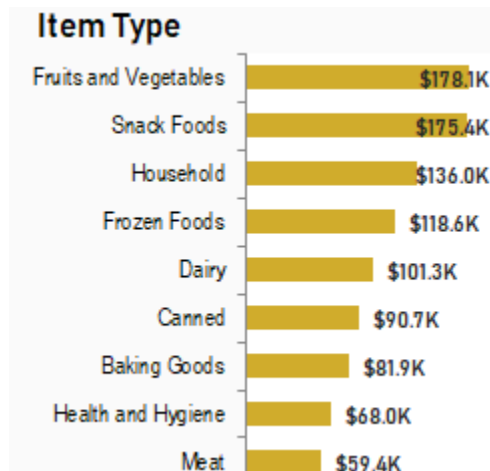 Item Type
Fruits and Vegetables $178.1K
Snack Foods $175.4K
Household $136.0K
Frozen Foods $118.6K
Dairy $101.3K
Canned $90.7K
Baking Goods $81.9K
Health and Hygiene $68.0K
Meat $59.4K